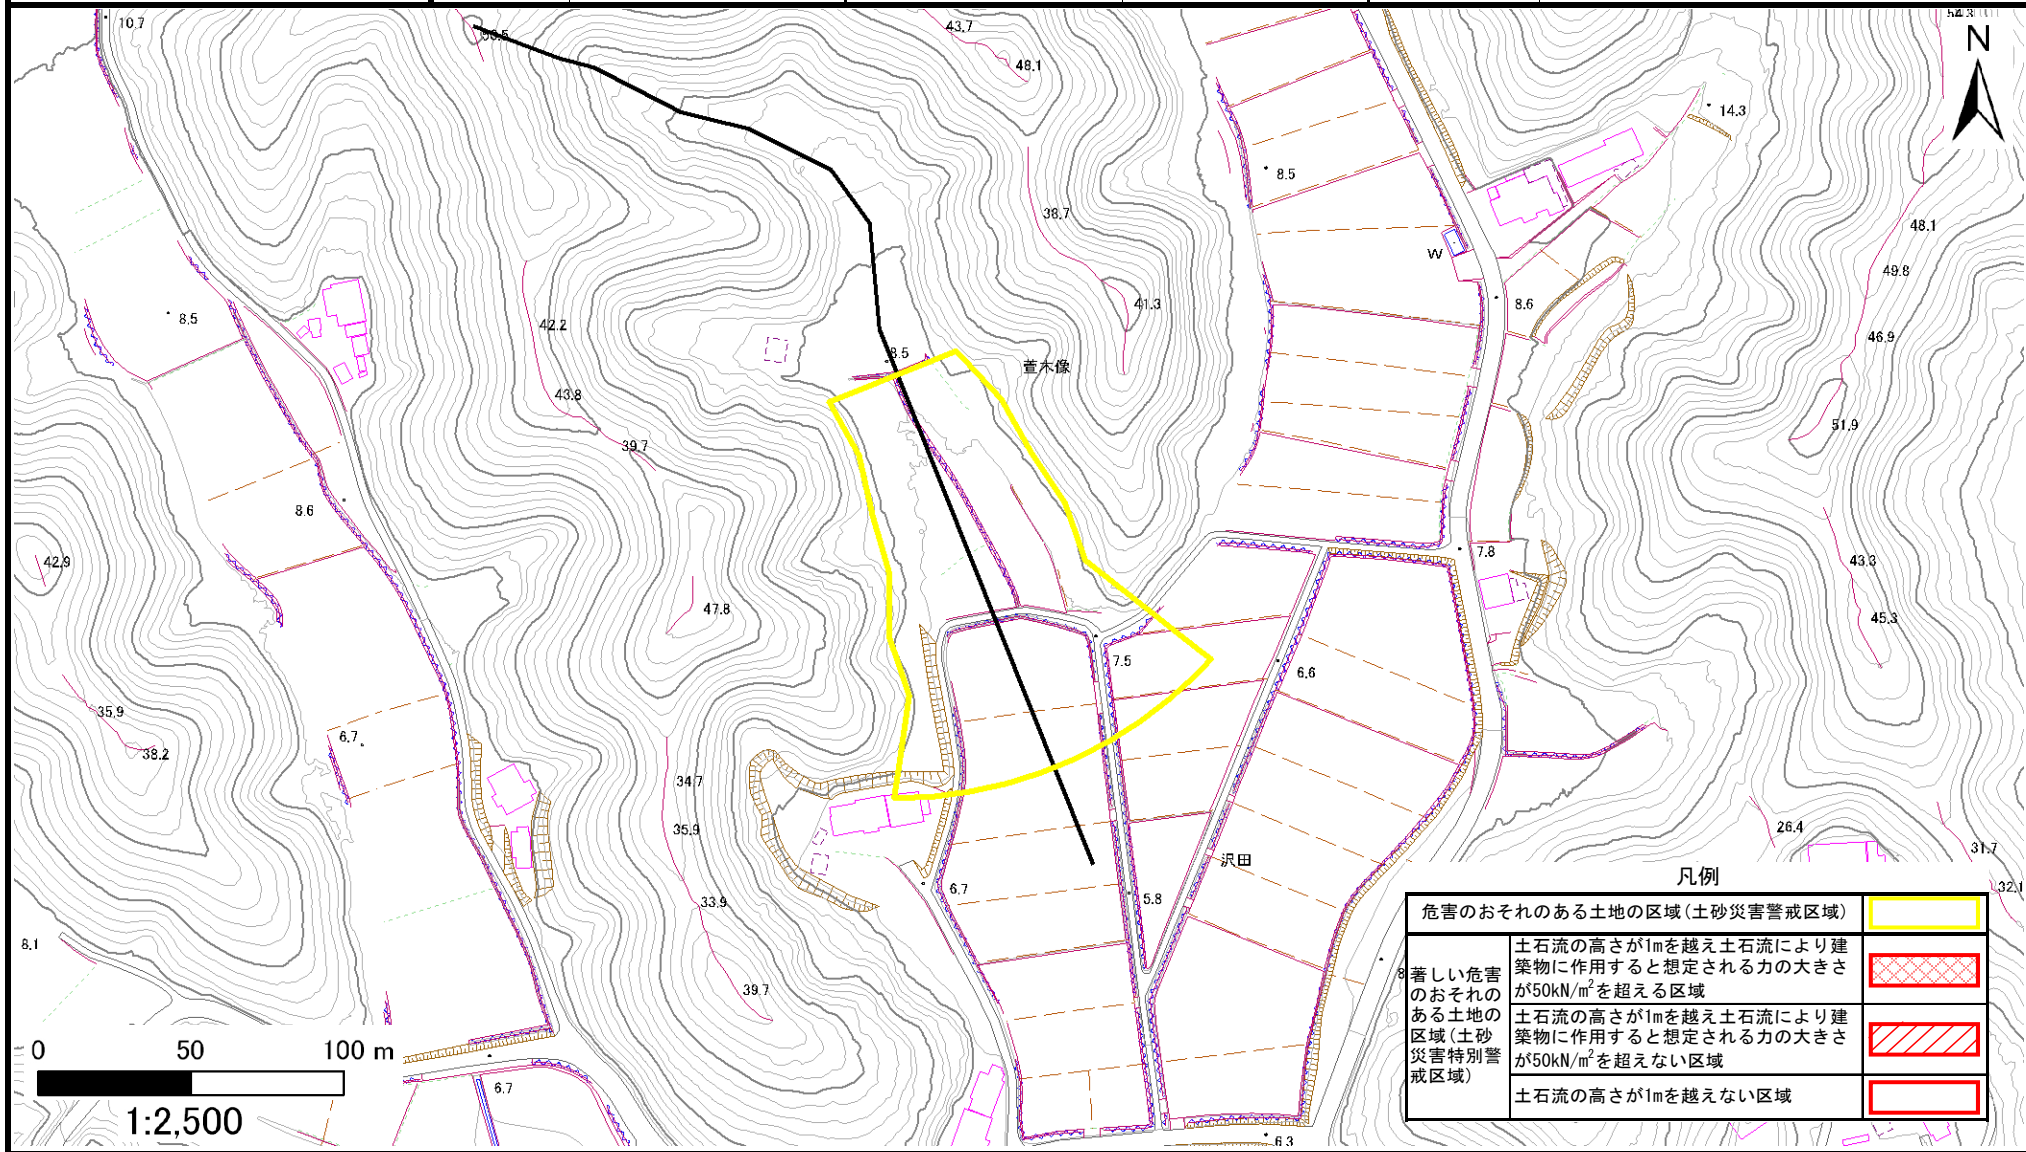 10.7
53.5
43.7
48.1
54.3
N
14.3
8.5
38.7
48.1
W
49.8
41.3
8.6
8.5
42.2
46.9
8.5
萱木像
43.8
51.9
39.7
8.6
7.8
42.9
43.3
47.8
45.3
7.5
6.6
35.9
6.7
38.2
34.7
26.4
35.9
31.7
沢田
凡例
6.7
32.1
33.9
5.8
8.1
危害のおそれのある土地の区域(土砂災害警戒区域)
著しい危害
のおそれの
ある土地の
区域(土砂
災害特別警
戒区域)
土石流の高さが1mを越え土石流により建
築物に作用すると想定される力の大きさ
が50kN/m²を超える区域
土石流の高さが1mを越え土石流により建
築物に作用すると想定される力の大きさ
が50kN/m²を超えない区域
土石流の高さが1mを越えない区域
39.7
0 50 100 m
1:2,500
6.7
6.3